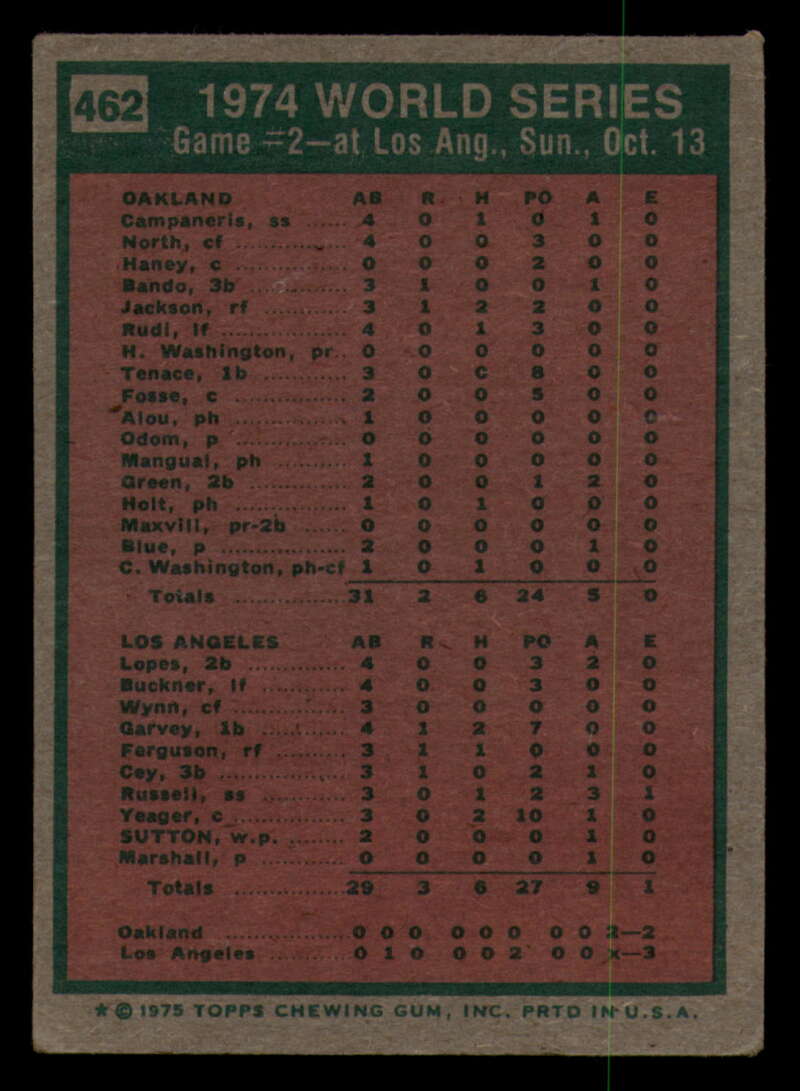 462
1974 WORLD SERIES
Game #2—at Los Ang., Sun., Oct. 13
OAKLAND AB R H PO A E
Campaneris, ss ...... 4 0 1 0 1 0
North, cf ............. 4 0 0 3 0 0
Haney, c ............. 0 0 0 2 0 0
Bando, 3b ........... 3 1 0 0 1 0
Jackson, rf .......... 3 1 2 2 0 0
Rudi, lf .............. 4 0 1 3 0 0
H. Washington, pr.. 0 0 0 0 0 0
Tenace, 1b .......... 3 0 0 8 0 0
Fosse, c ............. 2 0 0 5 0 0
Alou, ph ............. 1 0 0 0 0 0
Odom, p ............. 0 0 0 0 0 0
Mangual, ph ........ 1 0 0 0 0 0
Green, 2b ........... 2 0 0 1 2 0
Holt, ph ............. 1 0 1 0 0 0
Maxvill, pr-2b ...... 0 0 0 0 0 0
Blue, p .............. 2 0 0 0 1 0
C. Washington, ph-cf 1 0 1 0 0 0
Totals ............... 31 2 6 24 5 0
LOS ANGELES AB R H PO A E
Lopes, 2b ........... 4 0 0 3 2 0
Buckner, lf .......... 4 0 0 3 0 0
Wynn, cf ............. 3 0 0 0 0 0
Garvey, 1b .......... 4 1 2 7 0 0
Ferguson, rf ........ 3 1 1 0 0 0
Cey, 3b .............. 3 1 0 2 1 0
Russell, ss .......... 3 0 1 2 3 1
Yeager, c ............ 3 0 2 10 1 0
SUTTON, w.p. ....... 2 0 0 0 1 0
Marshall, p .......... 0 0 0 0 1 0
Totals ............... 29 3 6 27 9 1
Oakland ................ 0 0 0 0 0 0 0 0 2—2
Los Angeles .......... 0 1 0 0 0 2 0 0 x—3
★ © 1975 TOPPS CHEWING GUM, INC. PRTD IN U.S.A.